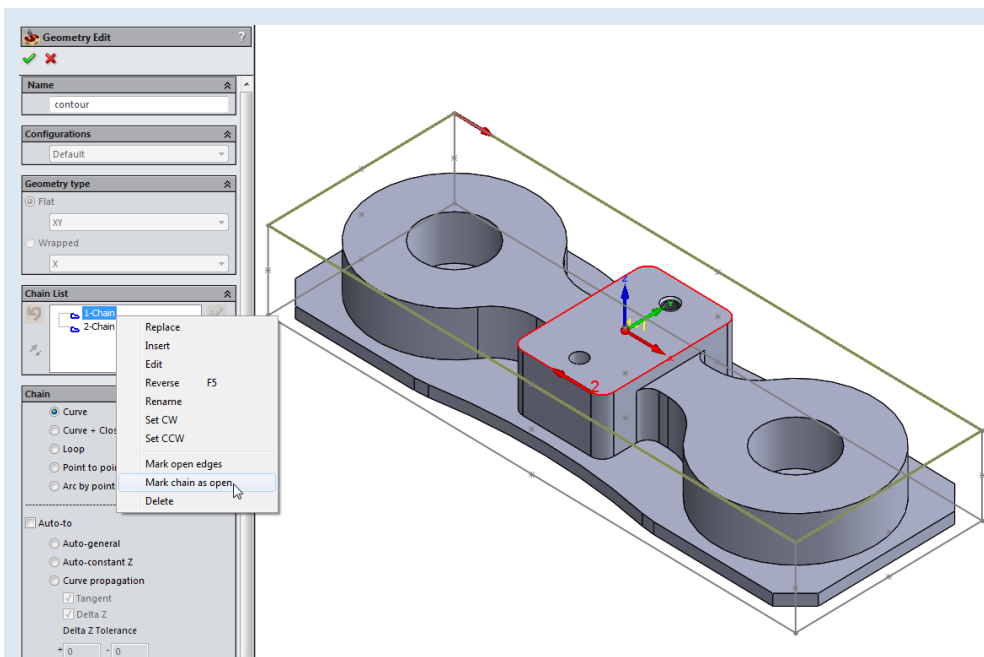 Geometry Edit ?
Name
contour
Configurations
Default
Geometry type
Flat
XY
Wrapped
X
Chain List
1-Chain
2-Chain
Replace
Insert
Edit
Reverse F5
Rename
Set CW
Set CCW
Mark open edges
Mark chain as open
Delete
Chain
Curve
Curve + Clos
Loop
Point to poi
Arc by point
Auto-to
Auto-general
Auto-constant Z
Curve propagation
Tangent
Delta Z
Delta Z Tolerance
+ 0 - 0
Z
2